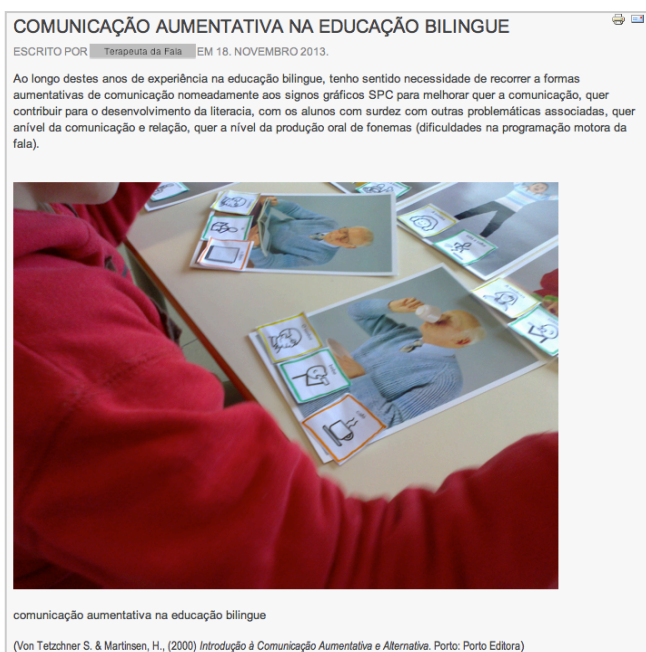 COMUNICAÇÃO AUMENTATIVA NA EDUCAÇÃO BILINGUE
ESCRITO POR Terapeuta da Fala EM 18. NOVEMBRO 2013.
Ao longo destes anos de experiência na educação bilingue, tenho sentido necessidade de recorrer a formas
aumentativas de comunicação nomeadamente aos signos gráficos SPC para melhorar quer a comunicação, quer
contribuir para o desenvolvimento da literacia, com os alunos com surdez com outras problemáticas associadas, quer
anível da comunicação e relação, quer a nível da produção oral de fonemas (dificuldades na programação motora da
fala).
comunicação aumentativa na educação bilingue
(Von Tetzchner S. & Martinsen, H., (2000) Introdução à Comunicação Aumentativa e Alternativa. Porto: Porto Editora)